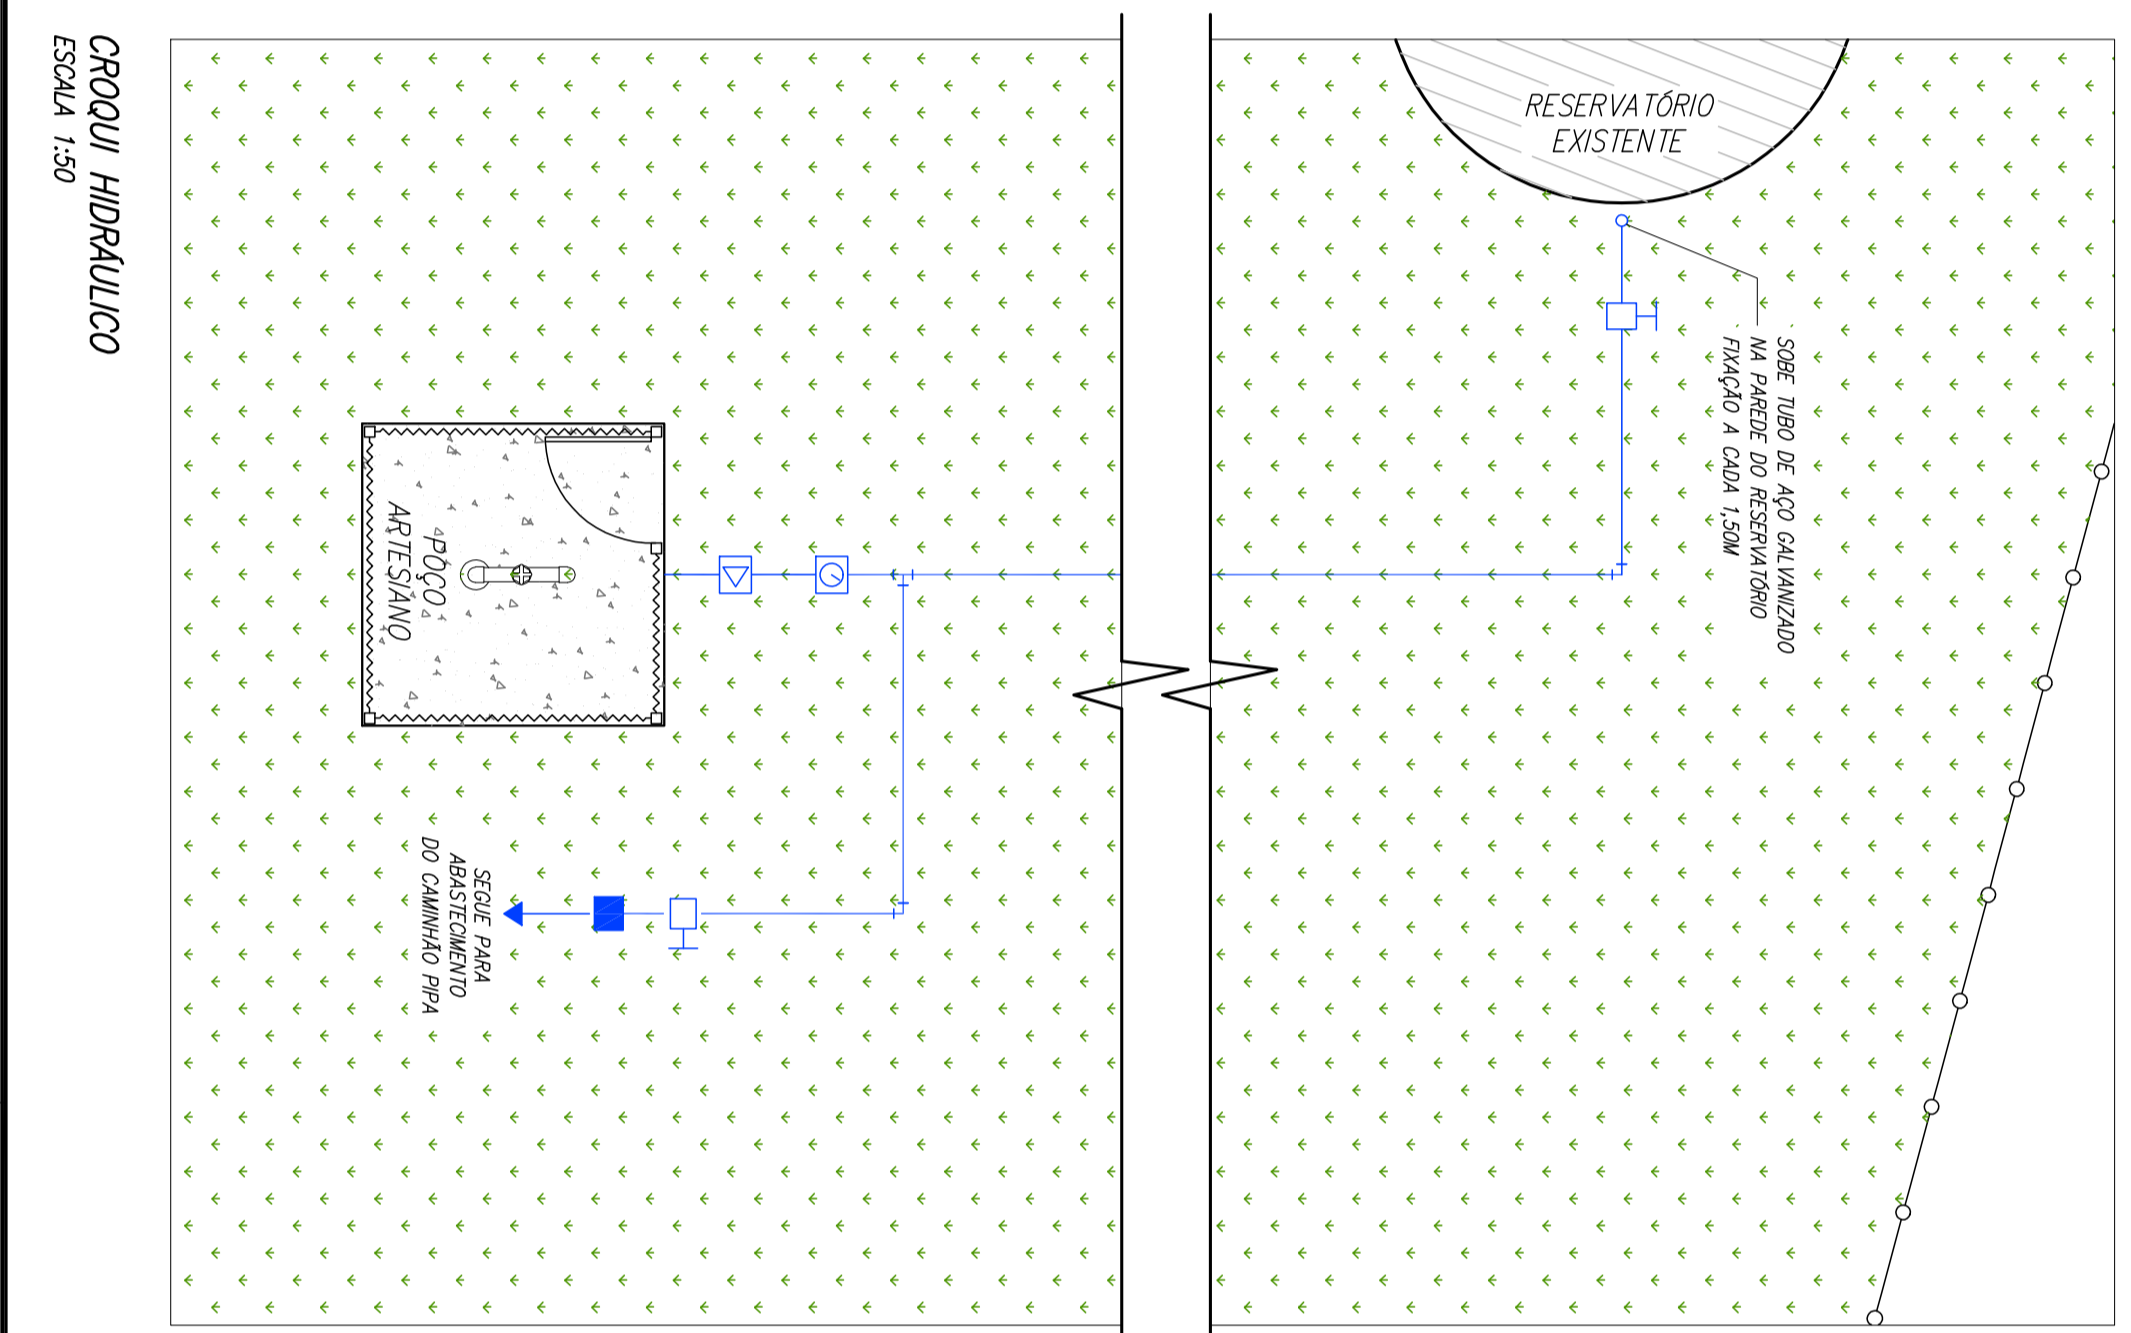 CROQUI HIDRÁULICO
ESCALA 1:50
RESERVATÓRIO
EXISTENTE
SOBE TUBO DE AÇO GALVANIZADO
NA PAREDE DO RESERVATÓRIO
FIXAÇÃO A CADA 1,50M
POÇO
ARTESIANO
SEGUE PARA
ABASTECIMENTO
DO CAMINHÃO PIPA